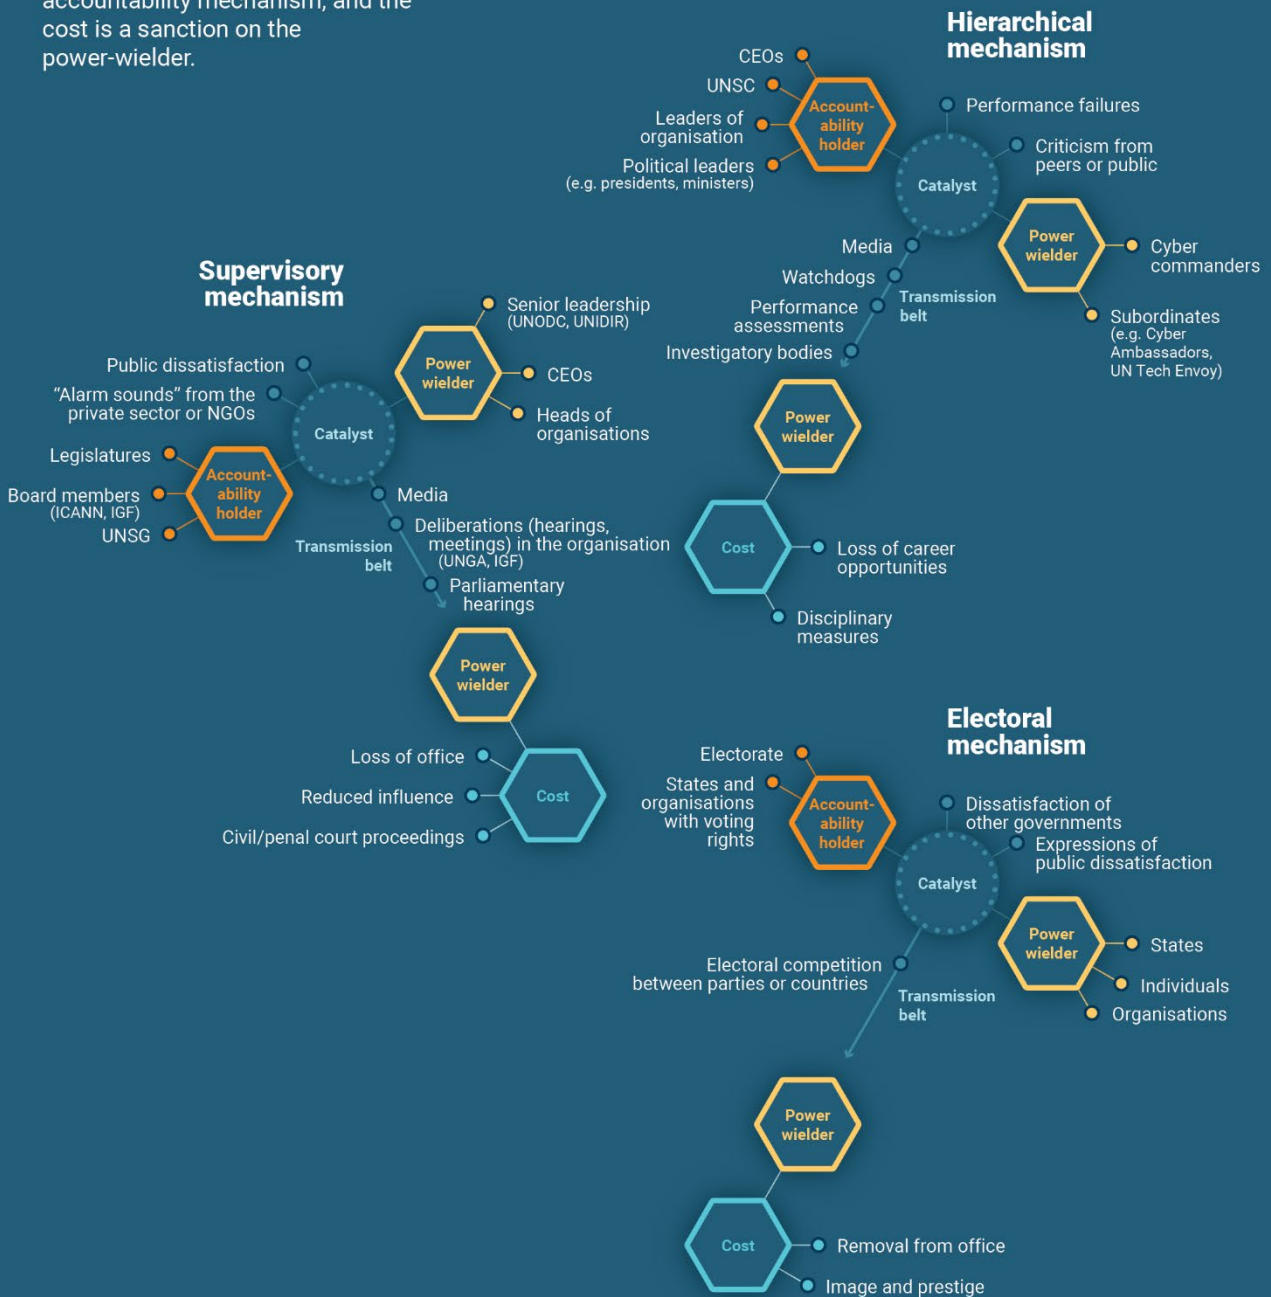 accountability mechanism, and the
cost is a sanction on the
power-wielder.
Hierarchical
mechanism
CEOs
UNSC
Leaders of
organisation
Political leaders
(e.g. presidents, ministers)
Account-
ability
holder
Catalyst
Performance failures
Criticism from
peers or public
Power
wielder
Cyber
commanders
Subordinates
(e.g. Cyber
Ambassadors,
UN Tech Envoy)
Media
Watchdogs
Performance
assessments
Investigatory bodies
Transmission
belt
Power
wielder
Cost
Loss of career
opportunities
Disciplinary
measures
Supervisory
mechanism
Public dissatisfaction
“Alarm sounds” from the
private sector or NGOs
Catalyst
Power
wielder
Senior leadership
(UNODC, UNIDIR)
CEOs
Heads of
organisations
Legislatures
Board members
(ICANN, IGF)
UNSG
Account-
ability
holder
Media
Deliberations (hearings,
meetings) in the organisation
(UNGA, IGF)
Parliamentary
hearings
Transmission
belt
Power
wielder
Loss of office
Reduced influence
Civil/penal court proceedings
Cost
Electoral
mechanism
Electorate
States and
organisations
with voting
rights
Account-
ability
holder
Catalyst
Dissatisfaction of
other governments
Expressions of
public dissatisfaction
Power
wielder
States
Individuals
Organisations
Electoral competition
between parties or countries
Transmission
belt
Power
wielder
Cost
Removal from office
Image and prestige